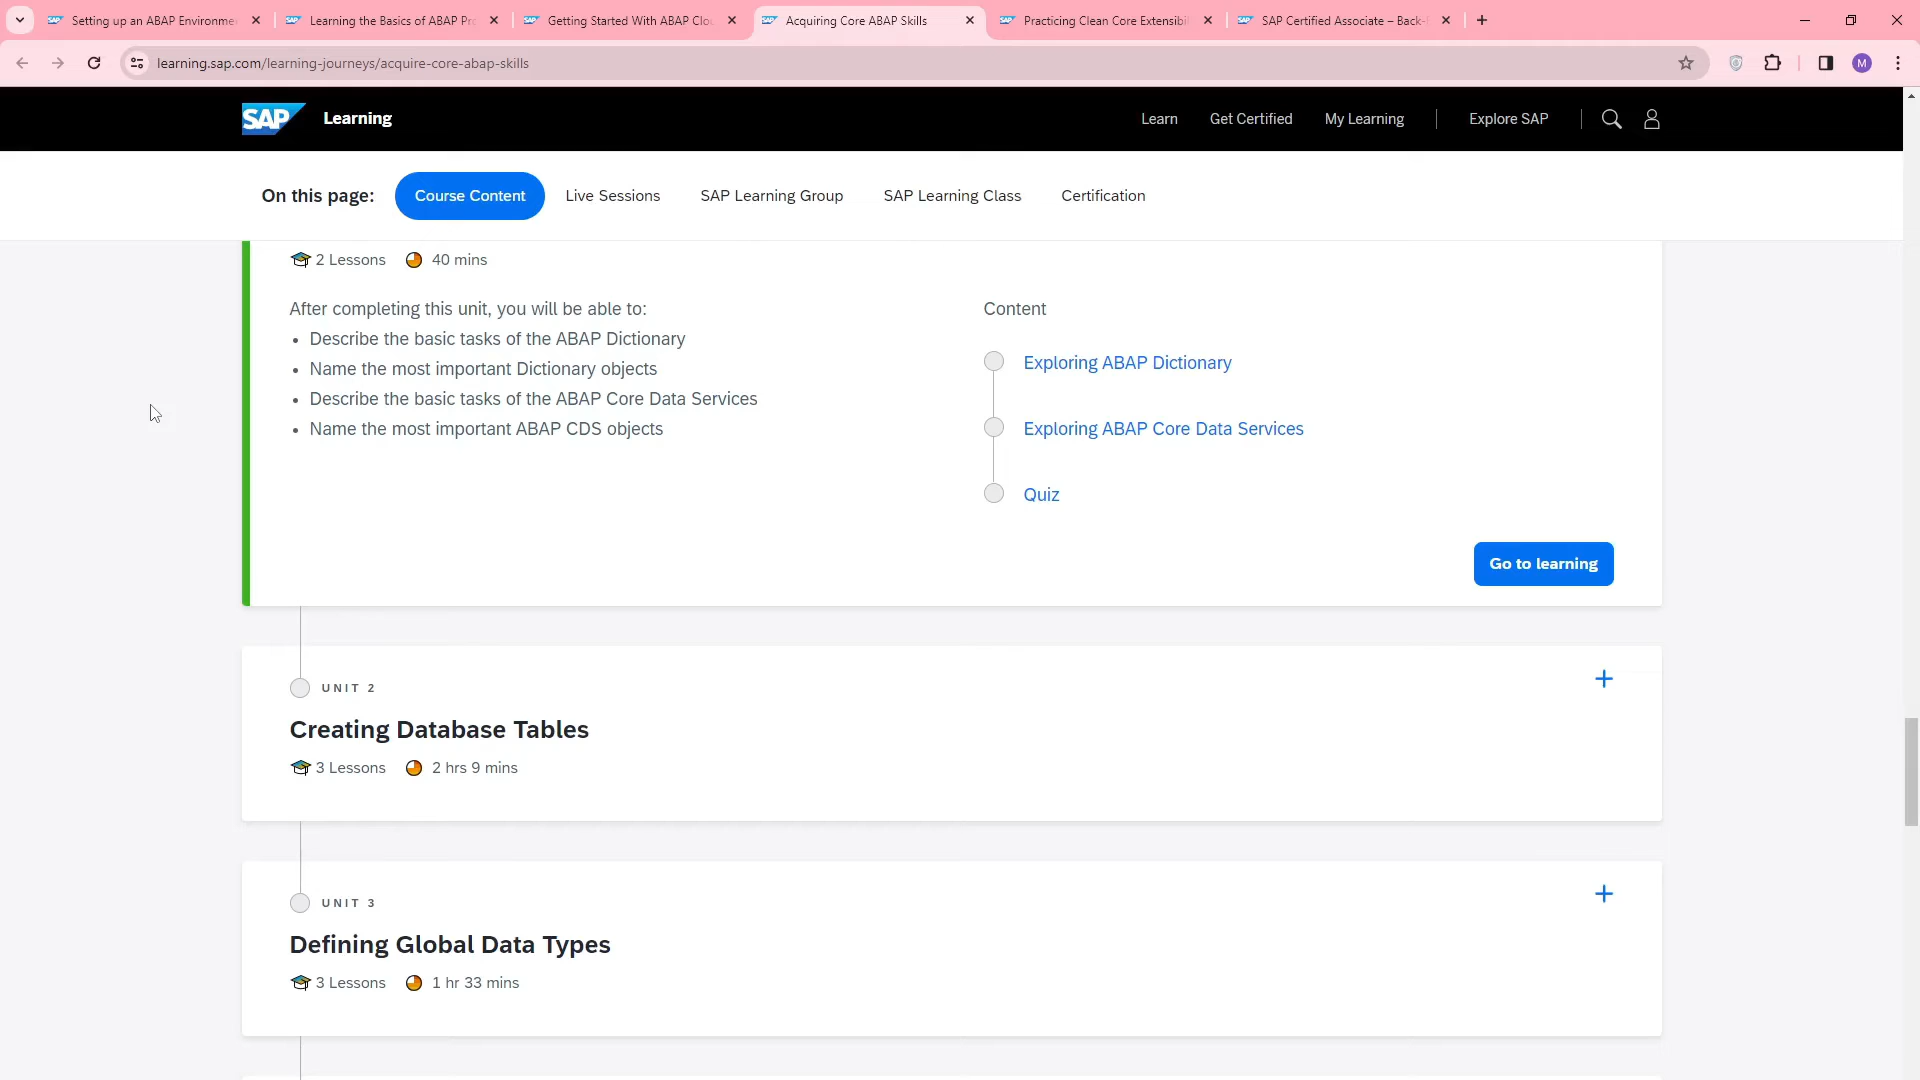 Setting up an ABAP Environme
Learning the Basics of ABAP Pro
Getting Started With ABAP Clou
Acquiring Core ABAP Skills
Practicing Clean Core Extensibi
SAP Certified Associate – Back-E
learning.sap.com/learning-journeys/acquire-core-abap-skills
M
SAP Learning
Learn
Get Certified
My Learning
Explore SAP
On this page:
Course Content
Live Sessions
SAP Learning Group
SAP Learning Class
Certification
2 Lessons 40 mins
After completing this unit, you will be able to:
Describe the basic tasks of the ABAP Dictionary
Name the most important Dictionary objects
Describe the basic tasks of the ABAP Core Data Services
Name the most important ABAP CDS objects
Content
Exploring ABAP Dictionary
Exploring ABAP Core Data Services
Quiz
Go to learning
UNIT 2
Creating Database Tables
3 Lessons 2 hrs 9 mins
UNIT 3
Defining Global Data Types
3 Lessons 1 hr 33 mins